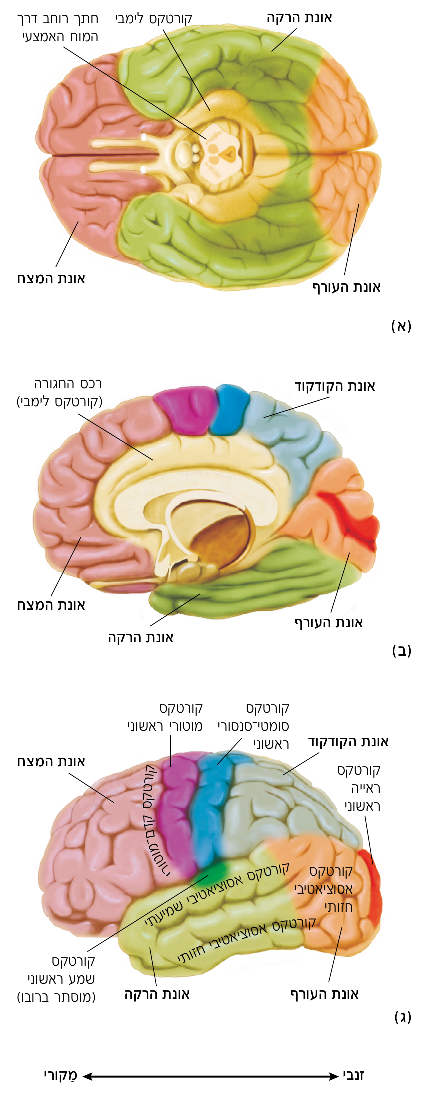 אונת הרקה
קורטקס לימבי
חתך רוחב דרך
המוח האמצעי
אונת המצח
אונת העורף
(א)
רכס החגורה
(קורטקס לימבי)
אונת הקודקוד
אונת המצח
אונת הרקה
אונת העורף
(ב)
קורטקס
סומטי־סנסורי
ראשוני
קורטקס
מוטורי ראשוני
אונת הקודקוד
אונת המצח
קורטקס
ראייה
ראשוני
קורטקס קדם־מוטורי
קורטקס אסוציאטיבי שמיעתי
קורטקס
אסוציאטיבי
חזותי
קורטקס אסוציאטיבי חזותי
קורטקס
שמע ראשוני
(מוסתר ברובו)
אונת הרקה
אונת העורף
(ג)
זנבי
מַקורי